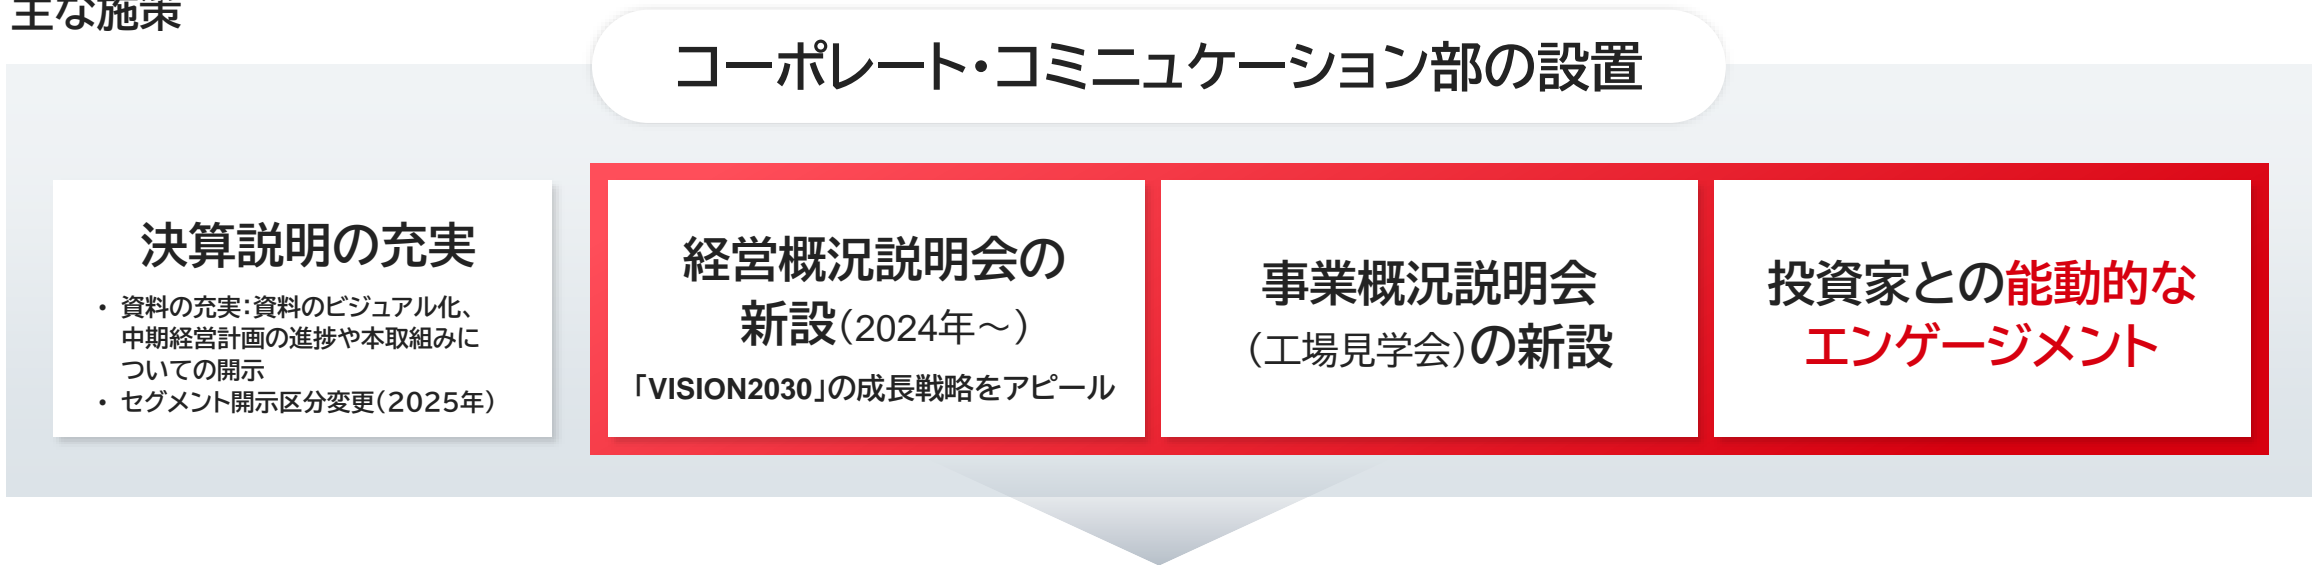 主な施策
コーポレート・コミニュケーション部の設置
決算説明の充実
・ 資料の充実：資料のビジュアル化、
中期経営計画の進捗や本取組みに
ついての開示
・ セグメント開示区分変更（2025年）
経営概況説明会の
新設（2024年～）
「VISION2030」の成長戦略をアピール
事業概況説明会
（工場見学会）の新設
投資家との能動的な
エンゲージメント